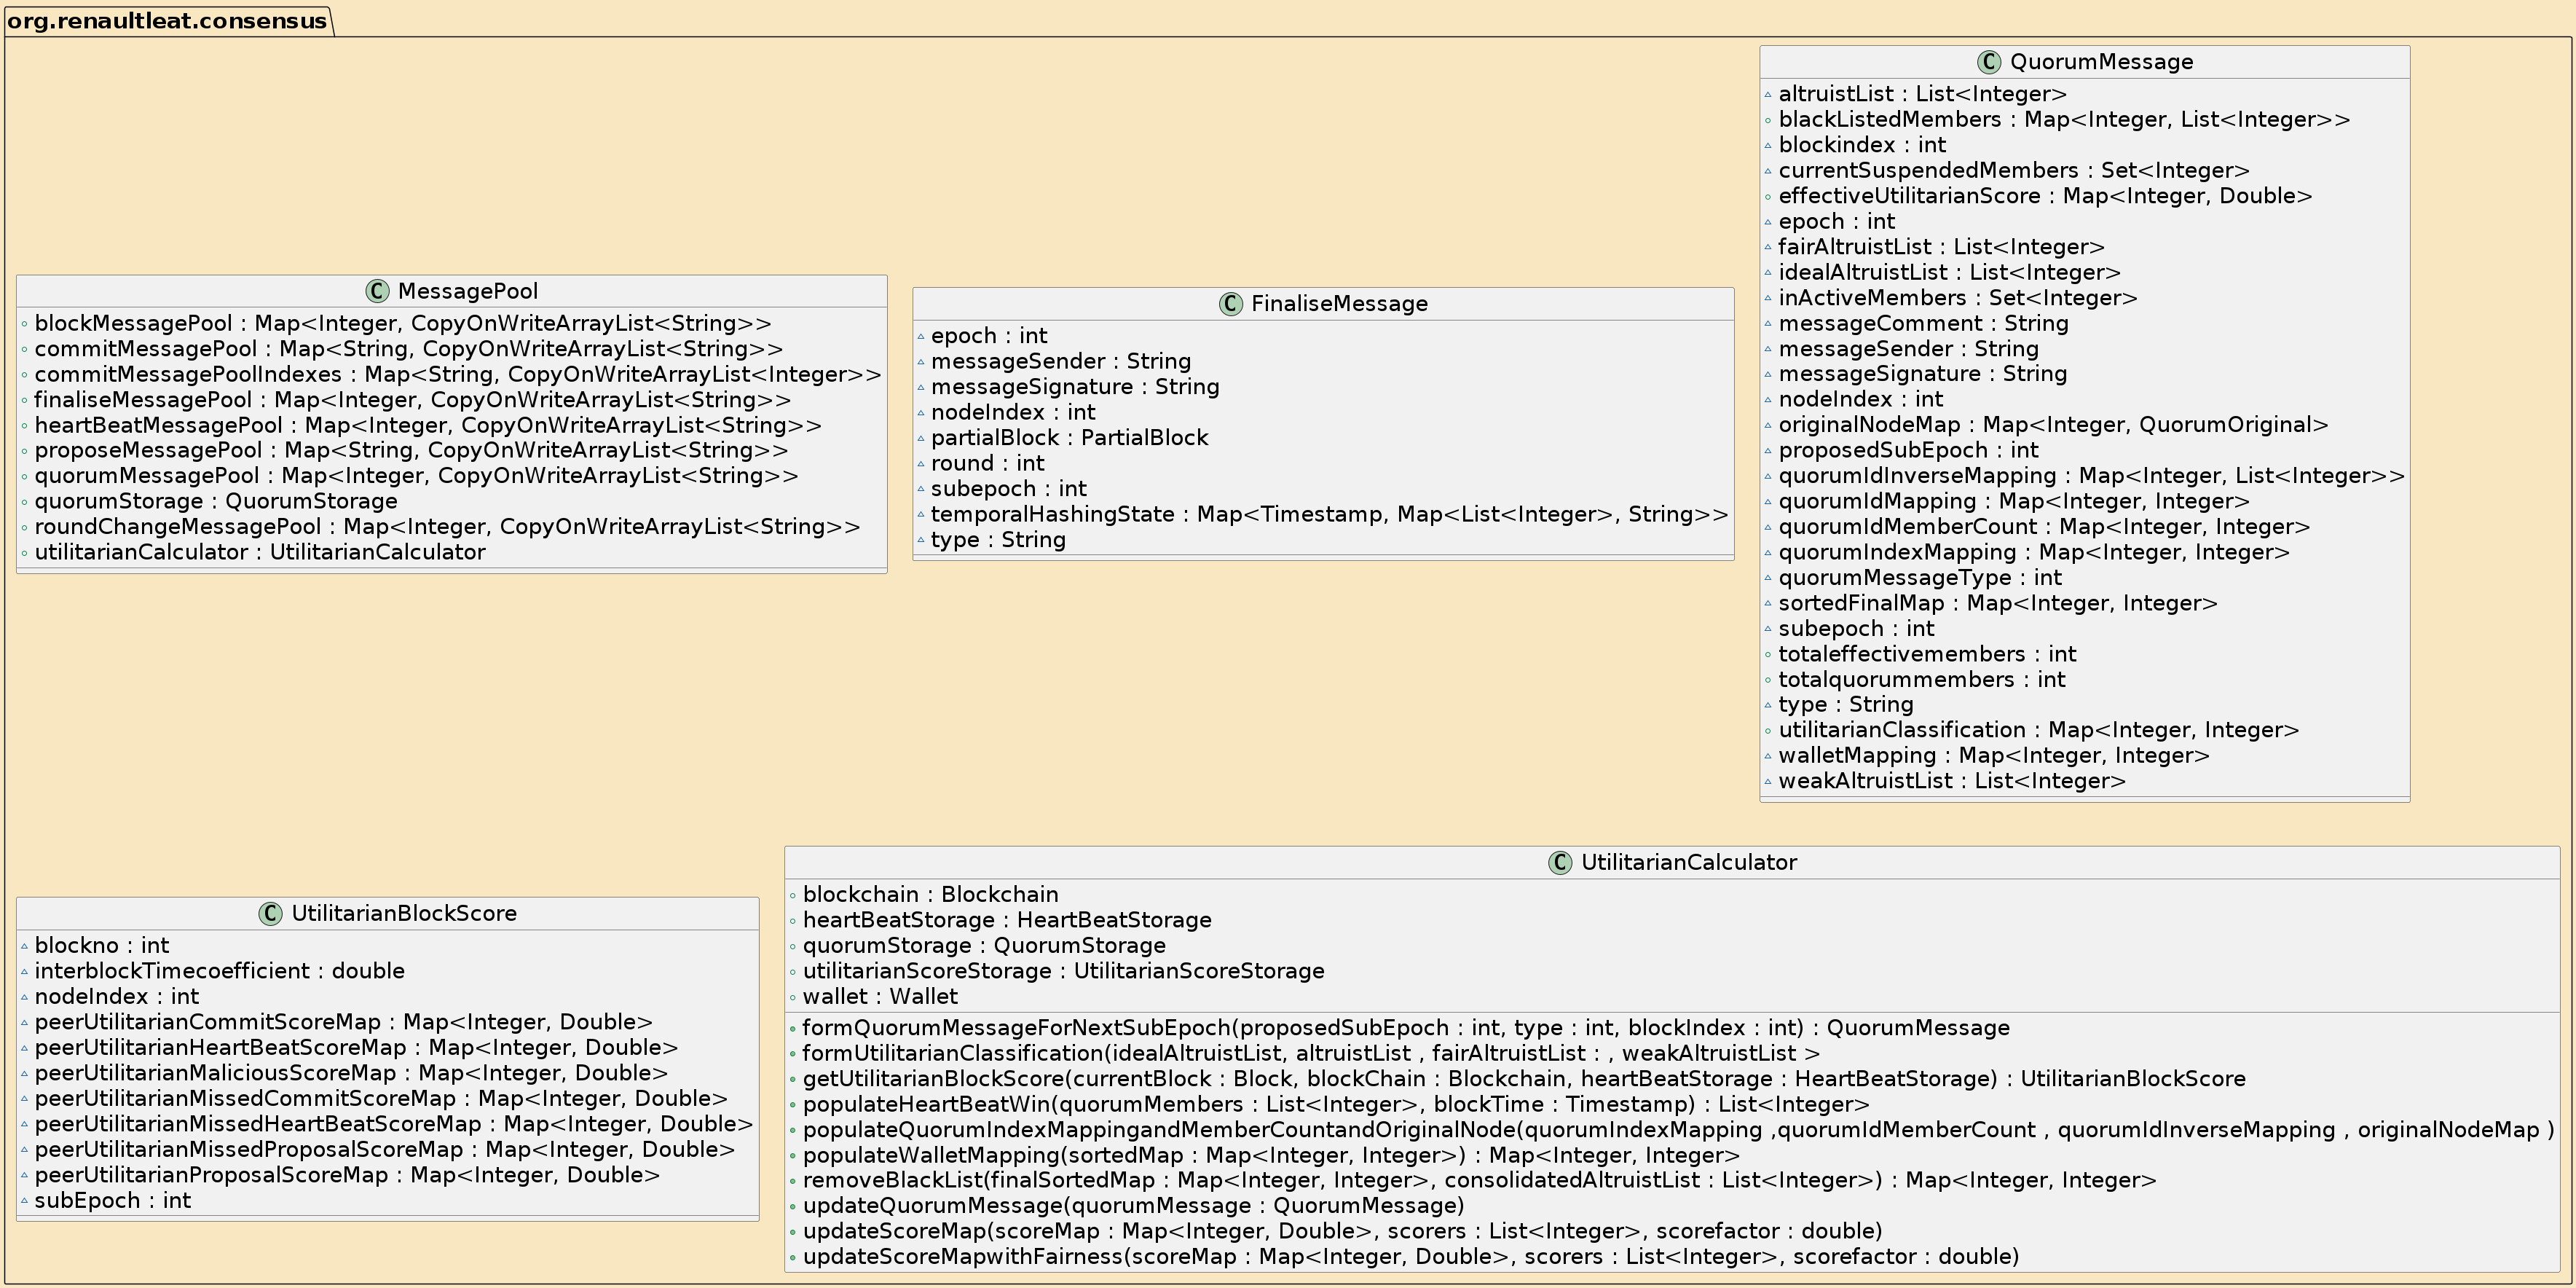 org.renaultleat.consensus
C QuorumMessage
altruistList : List<Integer>
blackListedMembers : Map<Integer, List<Integer>>
blockindex : int
currentSuspendedMembers : Set<Integer>
effectiveUtilitarianScore : Map<Integer, Double>
epoch : int
fairAltruistList : List<Integer>
idealAltruistList : List<Integer>
inActiveMembers : Set<Integer>
messageComment : String
messageSender : String
messageSignature : String
nodeIndex : int
originalNodeMap : Map<Integer, QuorumOriginal>
proposedSubEpoch : int
quorumIdInverseMapping : Map<Integer, List<Integer>>
quorumIdMapping : Map<Integer, Integer>
quorumIdMemberCount : Map<Integer, Integer>
quorumIndexMapping : Map<Integer, Integer>
quorumMessageType : int
sortedFinalMap : Map<Integer, Integer>
subepoch : int
totaleffectivemembers : int
totalquorummembers : int
type : String
utilitarianClassification : Map<Integer, Integer>
walletMapping : Map<Integer, Integer>
weakAltruistList : List<Integer>
C MessagePool
blockMessagePool : Map<Integer, CopyOnWriteArrayList<String>>
commitMessagePool : Map<String, CopyOnWriteArrayList<String>>
commitMessagePoolIndexes : Map<String, CopyOnWriteArrayList<Integer>>
finaliseMessagePool : Map<Integer, CopyOnWriteArrayList<String>>
heartBeatMessagePool : Map<Integer, CopyOnWriteArrayList<String>>
proposeMessagePool : Map<String, CopyOnWriteArrayList<String>>
quorumMessagePool : Map<Integer, CopyOnWriteArrayList<String>>
quorumStorage : QuorumStorage
roundChangeMessagePool : Map<Integer, CopyOnWriteArrayList<String>>
utilitarianCalculator : UtilitarianCalculator
C FinaliseMessage
epoch : int
messageSender : String
messageSignature : String
nodeIndex : int
partialBlock : PartialBlock
round : int
subepoch : int
temporalHashingState : Map<Timestamp, Map<List<Integer>, String>>
type : String
C UtilitarianBlockScore
blockno : int
interblockTimecoefficient : double
nodeIndex : int
peerUtilitarianCommitScoreMap : Map<Integer, Double>
peerUtilitarianHeartBeatScoreMap : Map<Integer, Double>
peerUtilitarianMaliciousScoreMap : Map<Integer, Double>
peerUtilitarianMissedCommitScoreMap : Map<Integer, Double>
peerUtilitarianMissedHeartBeatScoreMap : Map<Integer, Double>
peerUtilitarianMissedProposalScoreMap : Map<Integer, Double>
peerUtilitarianProposalScoreMap : Map<Integer, Double>
subEpoch : int
C UtilitarianCalculator
blockchain : Blockchain
heartBeatStorage : HeartBeatStorage
quorumStorage : QuorumStorage
utilitarianScoreStorage : UtilitarianScoreStorage
wallet : Wallet
formQuorumMessageForNextSubEpoch(proposedSubEpoch : int, type : int, blockIndex : int) : QuorumMessage
formUtilitarianClassification(idealAltruistList, altruistList , fairAltruistList : , weakAltruistList >
getUtilitarianBlockScore(currentBlock : Block, blockChain : Blockchain, heartBeatStorage : HeartBeatStorage) : UtilitarianBlockScore
populateHeartBeatWin(quorumMembers : List<Integer>, blockTime : Timestamp) : List<Integer>
populateQuorumIndexMappingandMemberCountandOriginalNode(quorumIndexMapping ,quorumIdMemberCount , quorumIdInverseMapping , originalNodeMap )
populateWalletMapping(sortedMap : Map<Integer, Integer>) : Map<Integer, Integer>
removeBlackList(finalSortedMap : Map<Integer, Integer>, consolidatedAltruistList : List<Integer>) : Map<Integer, Integer>
updateQuorumMessage(quorumMessage : QuorumMessage)
updateScoreMap(scoreMap : Map<Integer, Double>, scorers : List<Integer>, scorefactor : double)
updateScoreMapwithFairness(scoreMap : Map<Integer, Double>, scorers : List<Integer>, scorefactor : double)